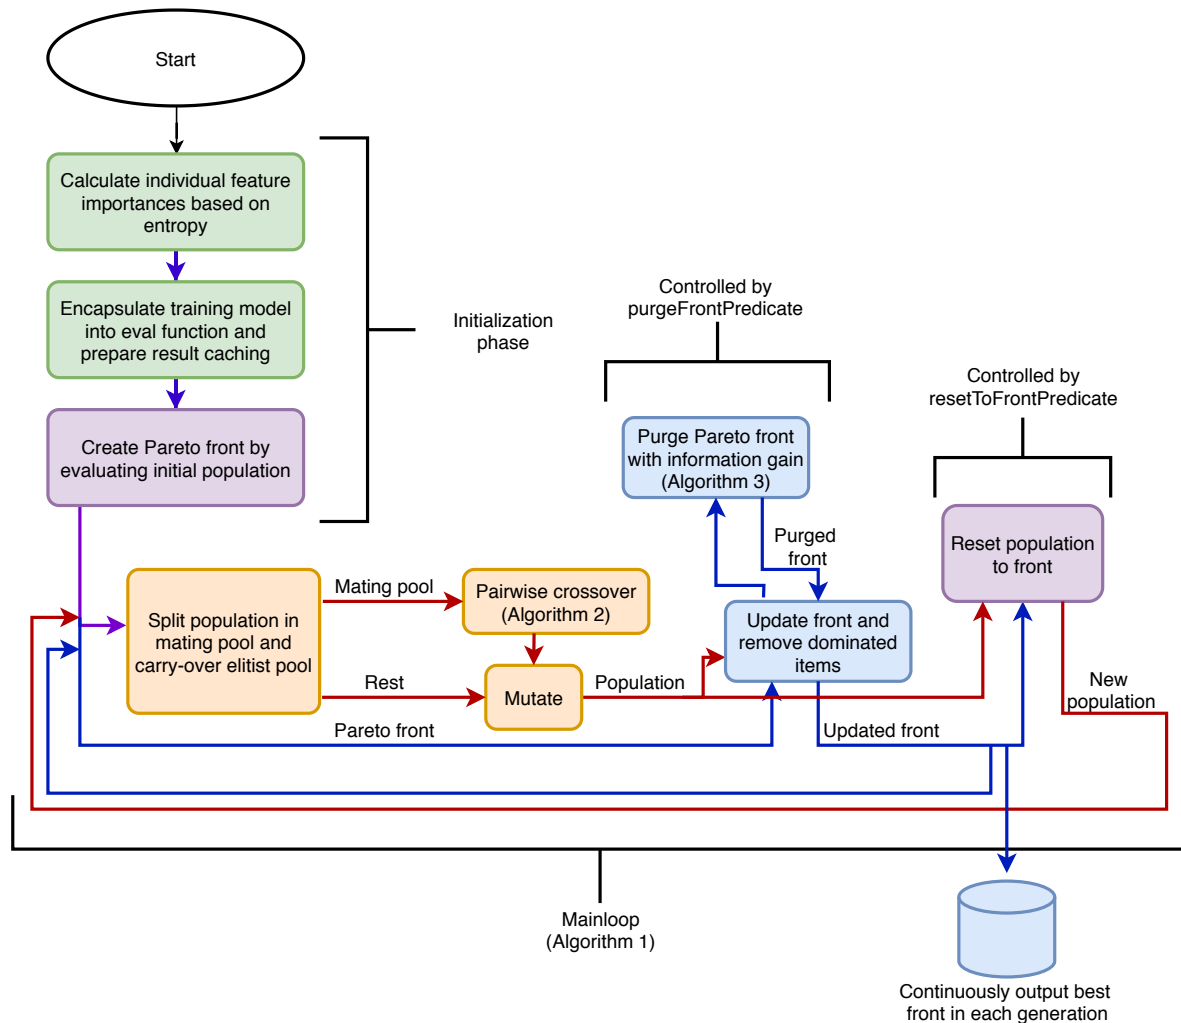 Start
Calculate individual feature
importances based on
entropy
Encapsulate training model
into eval function and
prepare result caching
Create Pareto front by
evaluating initial population
Initialization
phase
Controlled by
purgeFrontPredicate
Controlled by
resetToFrontPredicate
Purge Pareto front
with information gain
(Algorithm 3)
Purged
front
Reset population
to front
Split population in
mating pool and
carry-over elitist pool
Mating pool
Pairwise crossover
(Algorithm 2)
Update front and
remove dominated
items
Rest
Mutate
Population
New
population
Pareto front
Updated front
Mainloop
(Algorithm 1)
Continuously output best
front in each generation